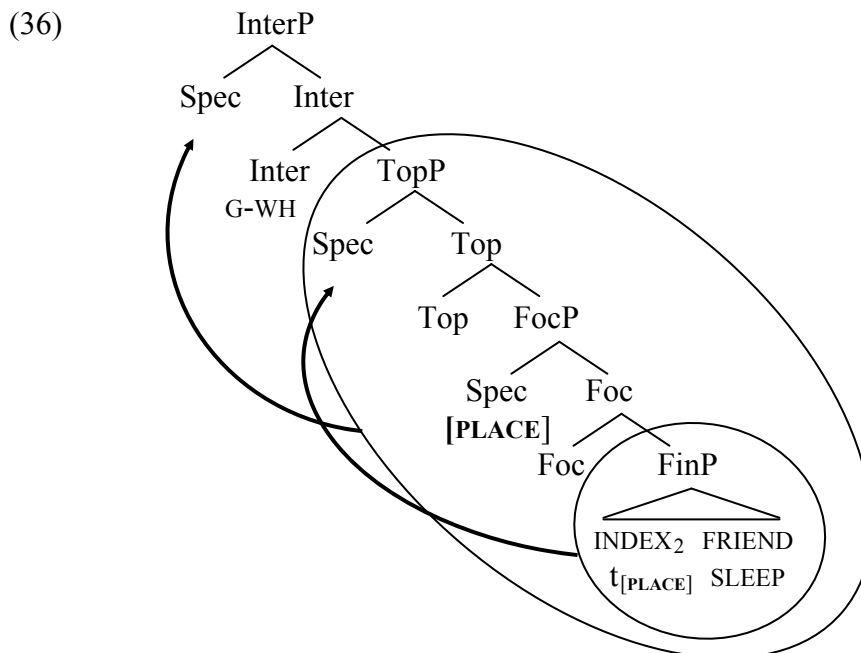 (36) InterP
Spec Inter
Inter TopP
G-WH
Spec Top
Top FocP
Spec Foc
[PLACE]
Foc FinP
INDEX₂ FRIEND
t[PLACE] SLEEP